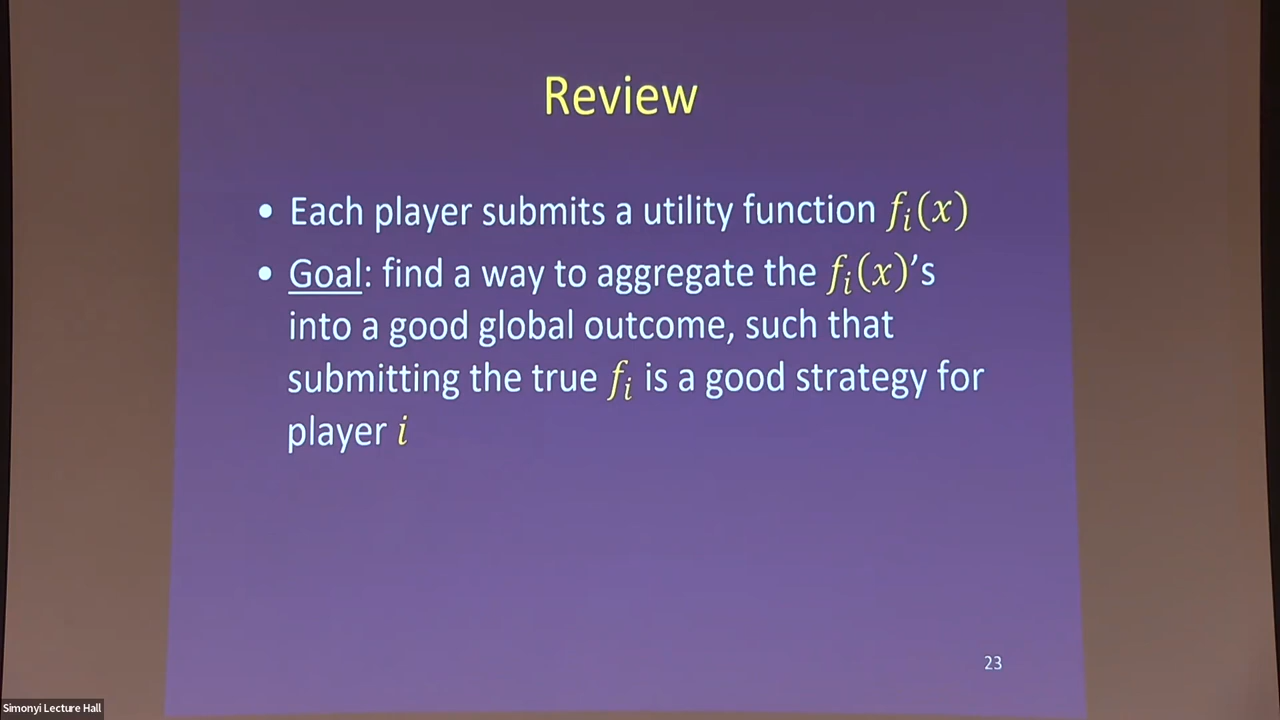 Review
• Each player submits a utility function fᵢ(x)
• Goal: find a way to aggregate the fᵢ(x)'s
into a good global outcome, such that
submitting the true fᵢ is a good strategy for
player i
23
Simonyi Lecture Hall